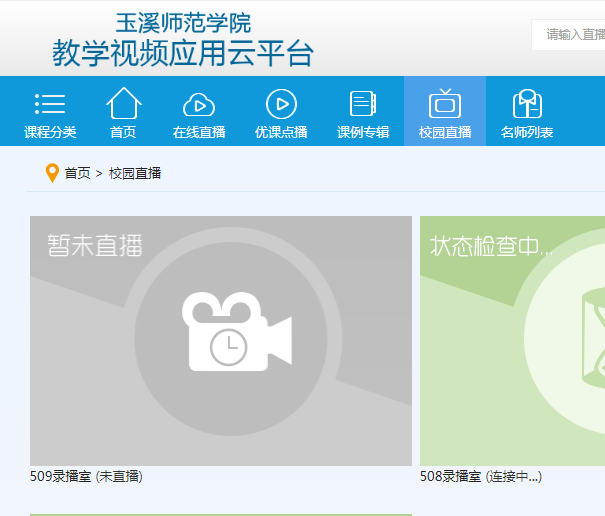 玉溪师范学院
教学视频应用云平台
请输入直播
课程分类 首页 在线直播 优课点播 课例专辑 校园直播 名师列表
首页 > 校园直播
暂未直播
状态检查中...
509录播室 (未直播)
508录播室 (连接中...)